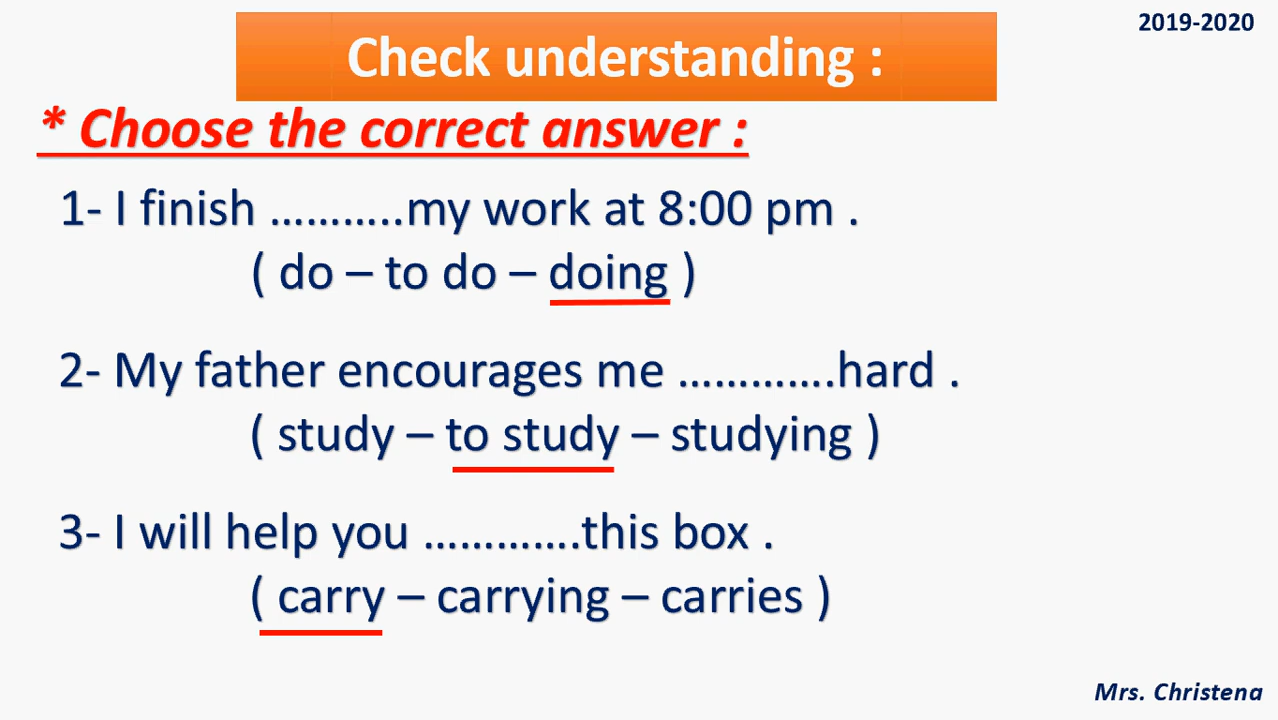 2019-2020
Check understanding :
* Choose the correct answer :
1- I finish ………..my work at 8:00 pm .
( do – to do – doing )
2- My father encourages me ………….hard .
( study – to study – studying )
3- I will help you ………….this box .
( carry – carrying – carries )
Mrs. Christena